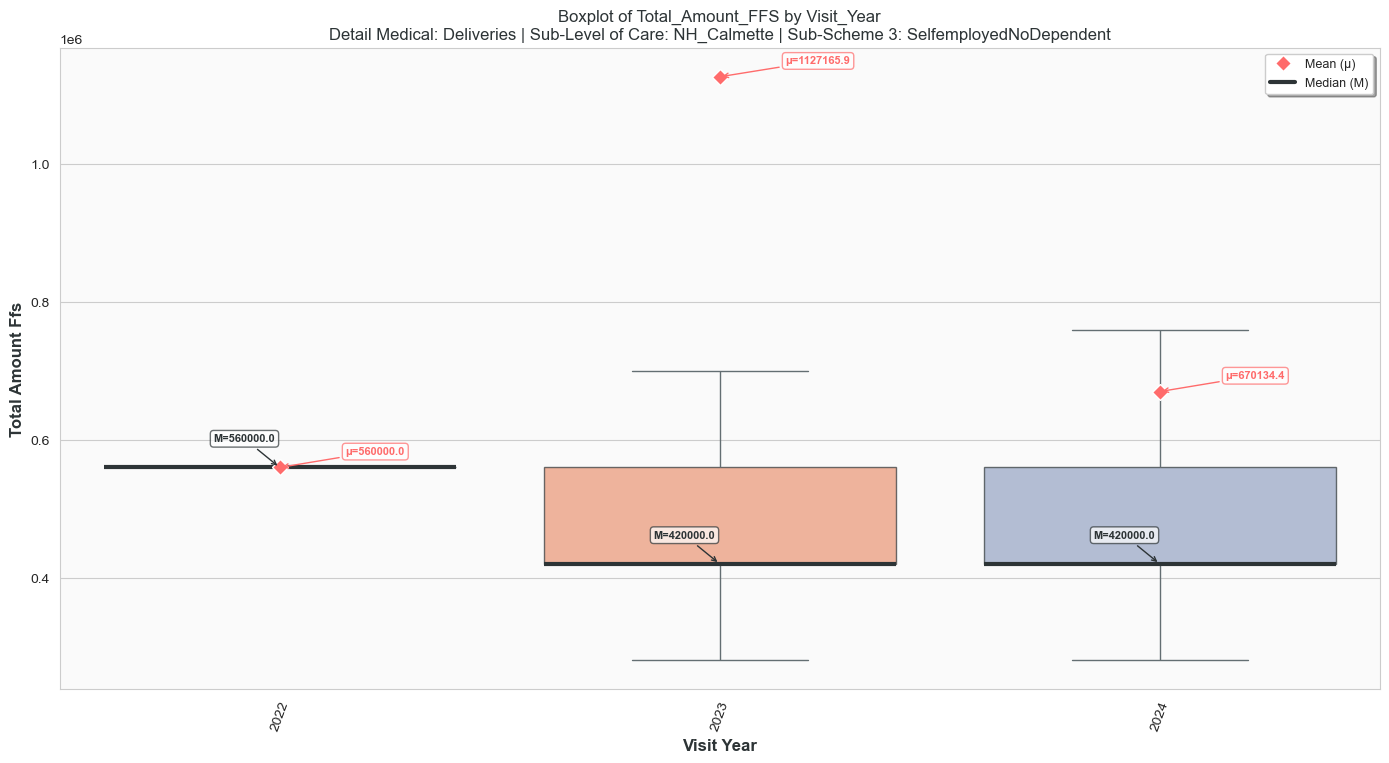 Boxplot of Total_Amount_FFS by Visit_Year
Detail Medical: Deliveries | Sub-Level of Care: NH_Calmette | Sub-Scheme 3: SelfemployedNoDependent
1e6
μ=1127165.9
Mean (μ)
Median (M)
1.0
0.8
μ=670134.4
0.6
M=560000.0
μ=560000.0
M=420000.0
M=420000.0
0.4
Total Amount Ffs
2022
2023
2024
Visit Year